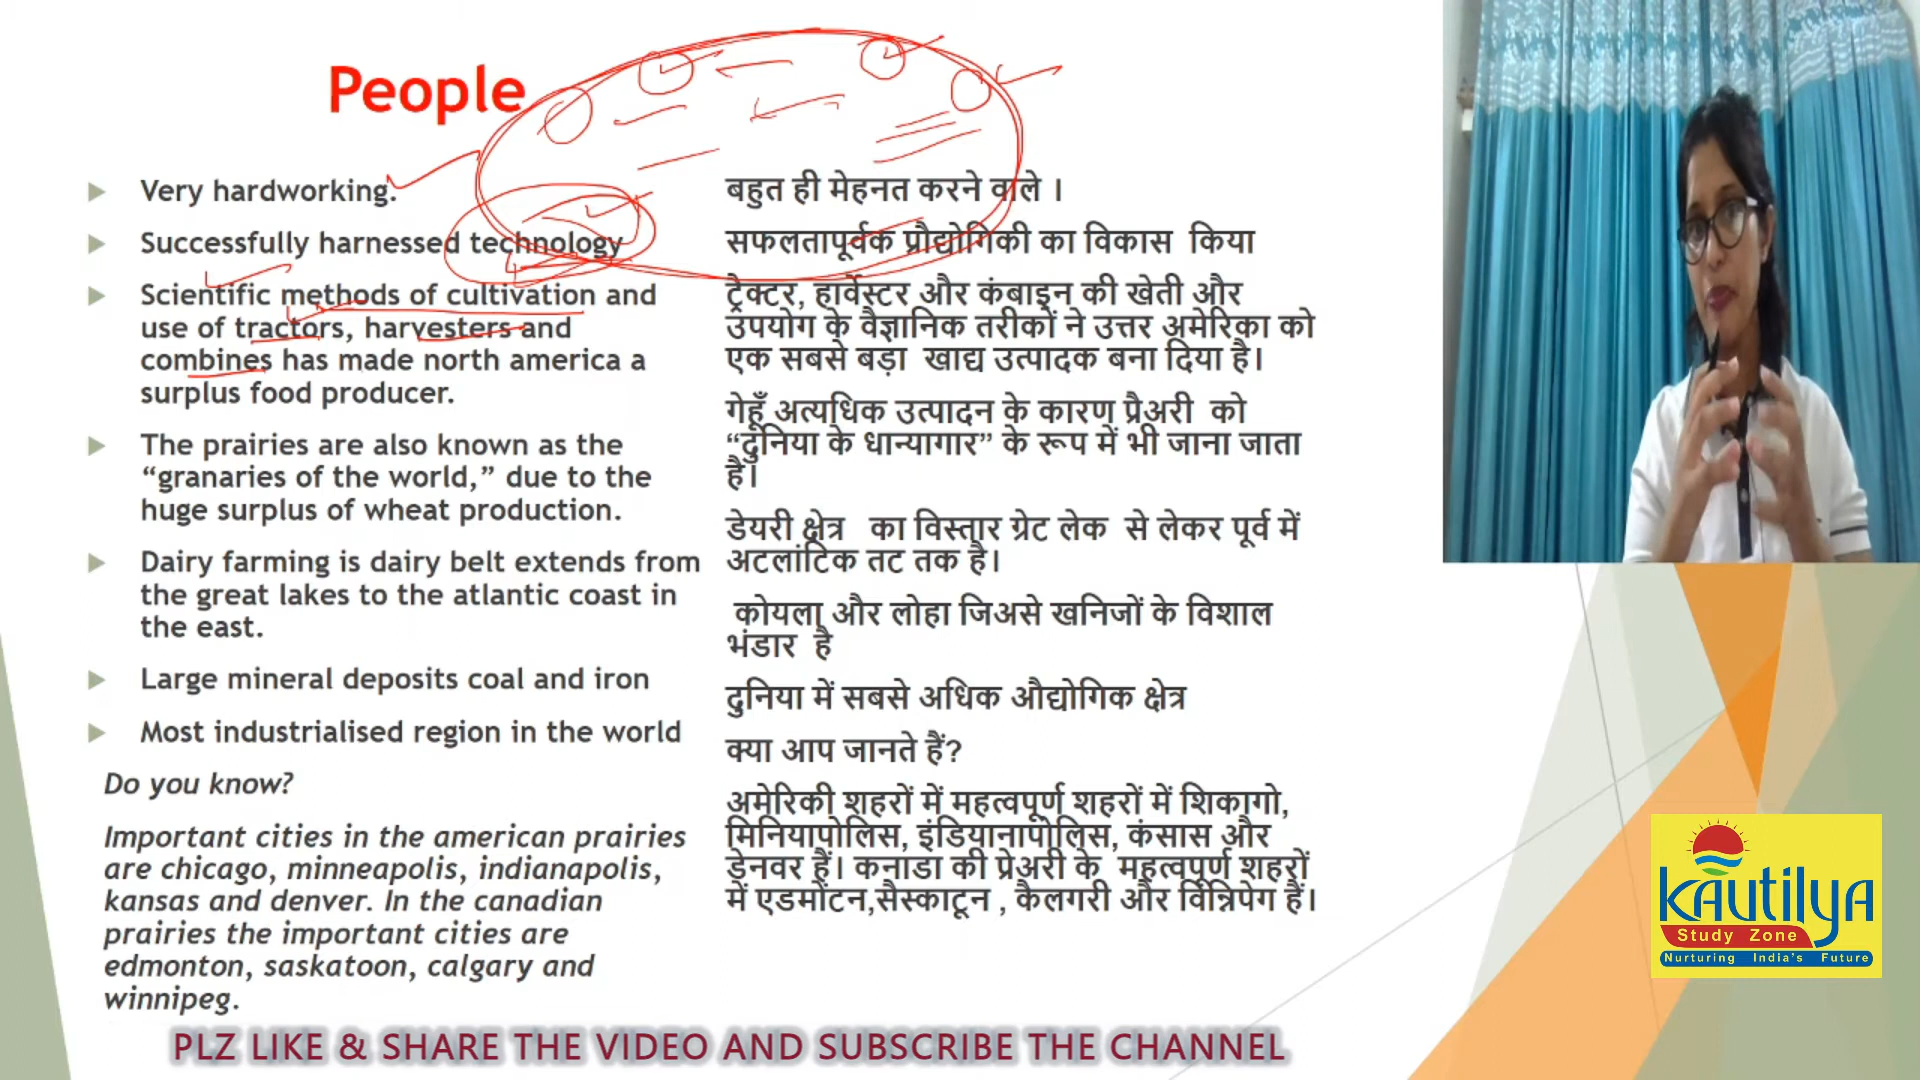 People
Very hardworking.
Successfully harnessed technology
Scientific methods of cultivation and
use of tractors, harvesters and
combines has made north america a
surplus food producer.
The prairies are also known as the
“granaries of the world,” due to the
huge surplus of wheat production.
Dairy farming is dairy belt extends from
the great lakes to the atlantic coast in
the east.
Large mineral deposits coal and iron
Most industrialised region in the world
Do you know?
Important cities in the american prairies
are chicago, minneapolis, indianapolis,
kansas and denver. In the canadian
prairies the important cities are
edmonton, saskatoon, calgary and
winnipeg.
बहुत ही मेहनत करने वाले ।
सफलतापूर्वक प्रौद्योगिकी का विकास किया
ट्रैक्टर, हार्वेस्टर और कंबाइन की खेती और
उपयोग के वैज्ञानिक तरीकों ने उत्तर अमेरिका को
एक सबसे बड़ा खाद्य उत्पादक बना दिया है।
गेहूँ अत्यधिक उत्पादन के कारण प्रैअरी को
“दुनिया के धान्यागार” के रूप में भी जाना जाता
है।
डेयरी क्षेत्र का विस्तार ग्रेट लेक से लेकर पूर्व में
अटलांटिक तट तक है।
कोयला और लोहा जिअसे खनिजों के विशाल
भंडार है
दुनिया में सबसे अधिक औद्योगिक क्षेत्र
क्या आप जानते हैं?
अमेरिकी शहरों में महत्वपूर्ण शहरों में शिकागो,
मिनियापोलिस, इंडियानापोलिस, कंसास और
डेनवर हैं। कनाडा की प्रेअरी के महत्वपूर्ण शहरों
में एडमोंटन,सैस्काटून , कैलगरी और विन्निपेग हैं।
Kautilya
Study Zone
Nurturing India's Future
PLZ LIKE & SHARE THE VIDEO AND SUBSCRIBE THE CHANNEL